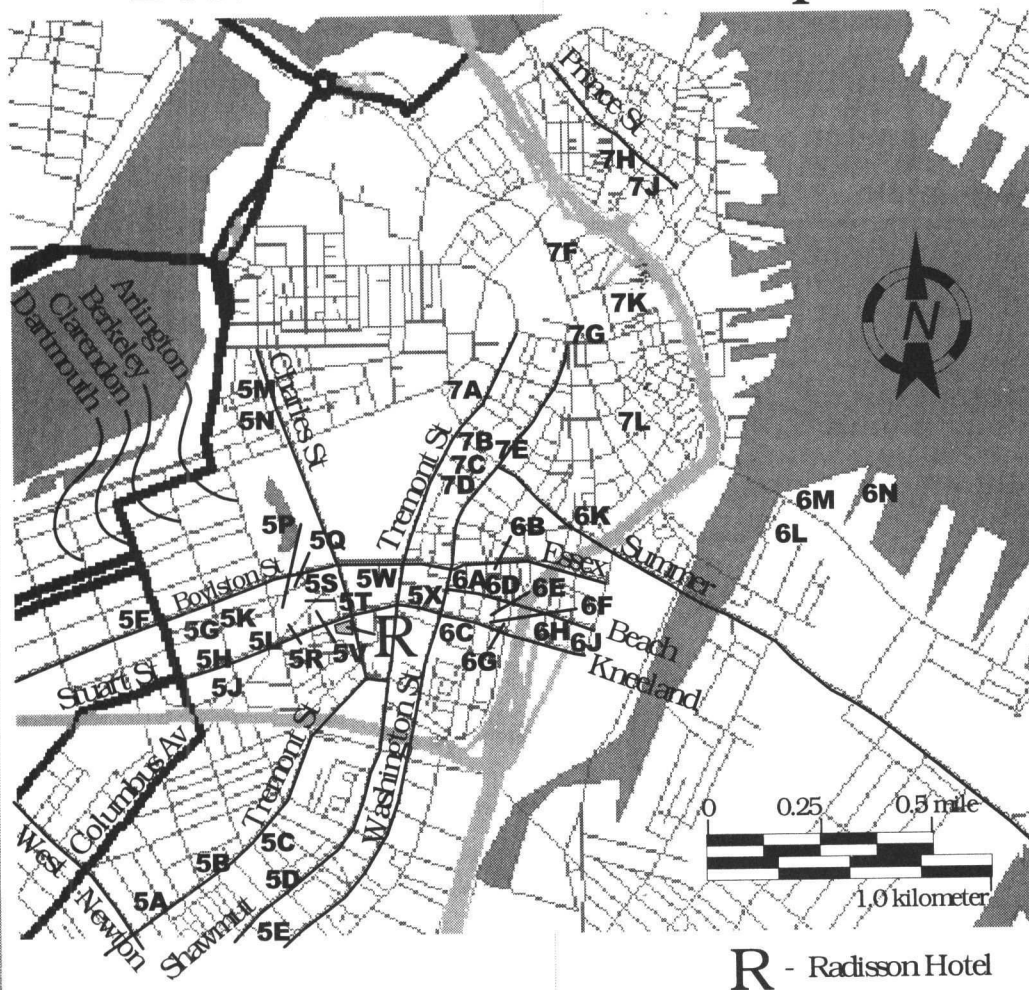 Prince St
7H
7J
7F
7K
7G
N
Arlington
Berkeley
Clarendon
Dartmouth
Charles St
5M
5N
7A
7B
7E
7C
7D
7L
Tremont St
5P
5Q
6B
6K
6M
6N
6L
Essex
Summer
Boylston St
5S
5W
6A
6D
6E
5F
5G
5K
5T
5X
6F
5L
R
6C
6H
6J
Beach
5H
5R
5V
6G
Kneeland
Stuart St
5J
Columbus Av
Tremont St
Washington St
0 0.25 0.5 mile
1.0 kilometer
West Newton
5A
5B
5C
5D
5E
Shawmut
R - Radisson Hotel